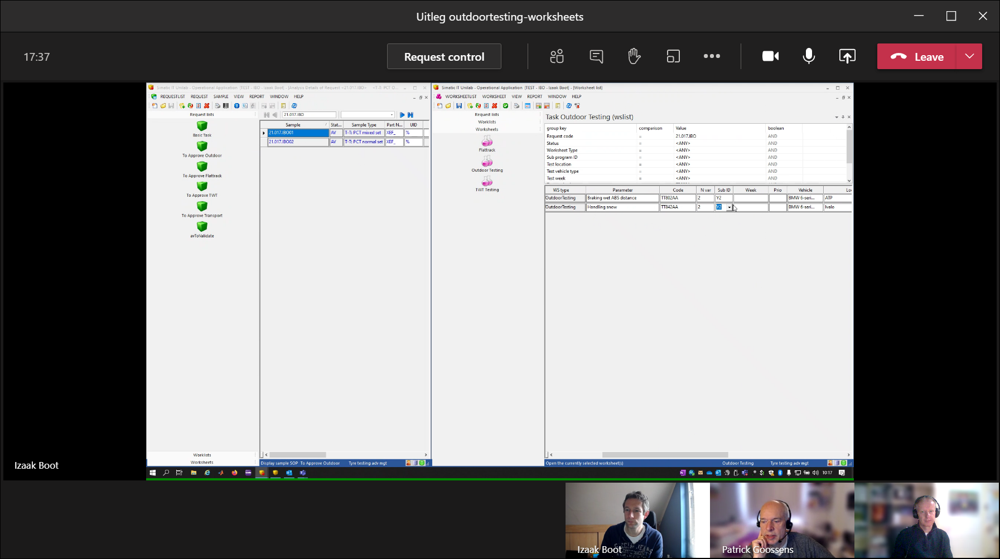 Uitleg outdoortesting-worksheets
17:37
Request control
Leave
Simatic IT Unilab - Operational Application [TEST - IBO - Izaak Boot] - [Analysis Details of Request <21.017.IBO> <T-T: PCT O...
REQUESTLIST REQUEST SAMPLE VIEW REPORT WINDOW HELP
Request lists
Basic Task
To Approve Outdoor
To Approve Flattrack
To Approve TWT
To Approve Transport
avToValidate
Worklists
Worksheets
21.017.IBO
Sample Stat... Sample Type Part N... UID
21.017.IBO01 AV T-T: PCT mixed set XEF_ %
21.017.IBO02 AV T-T: PCT normal set XEF_ %
Display sample SOP To Approve Outdoor Tyre testing adv mgt
Simatic IT Unilab - Operational Application [TEST - IBO - Izaak Boot] - [Worksheet list]
WORKSHEETLIST WORKSHEET VIEW REPORT WINDOW HELP
Request lists
Worklists
Worksheets
Flattrack
Outdoor Testing
TWT Testing
Task Outdoor Testing (wslist)
group key comparison Value boolean
Request code = 21.017.IBO AND
Status = <ANY> AND
Worksheet Type = <ANY> AND
Sub program ID = <ANY> AND
Test location = <ANY> AND
Test vehicle type = <ANY> AND
Test week = <ANY> AND
WS type Parameter Code N var Sub ID Week Prio Vehicle Lo
OutdoorTesting Braking wet ABS distance TT802AA 2 Y2 BMW 6-seri... ATP
OutdoorTesting Handling snow TT842AA 2 Y2 BMW 6-seri... Ivalo
Open the currently selected worksheet(s) Outdoor Testing Tyre testing adv mgt
10:17
Izaak Boot
Izaak Boot
Patrick Goossens